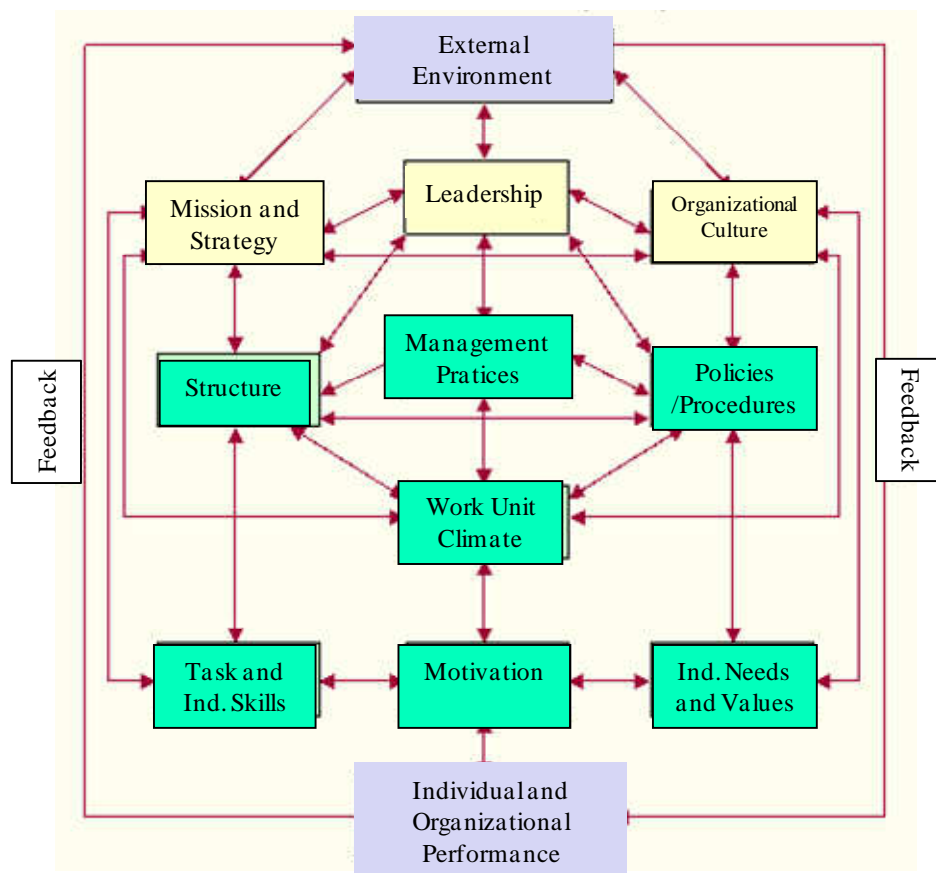 External
Environment
Mission and
Strategy
Leadership
Organizational
Culture
Structure
Management
Pratices
Policies
/Procedures
Feedback
Feedback
Work Unit
Climate
Task and
Ind. Skills
Motivation
Ind. Needs
and Values
Individual and
Organizational
Performance